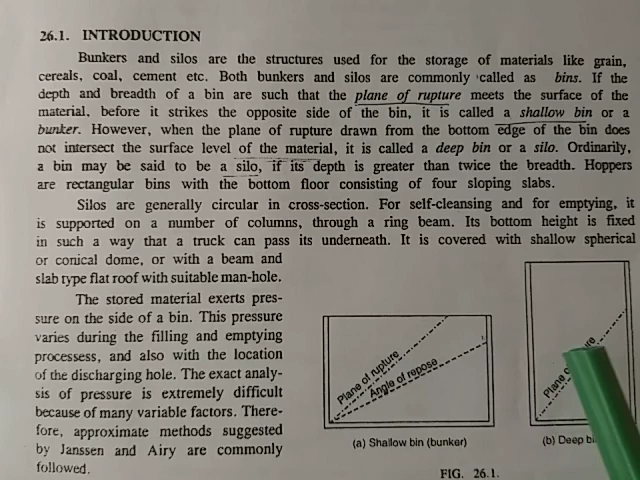 26.1. INTRODUCTION
Bunkers and silos are the structures used for the storage of materials like grain,
cereals, coal, cement etc. Both bunkers and silos are commonly called as bins. If the
depth and breadth of a bin are such that the plane of rupture meets the surface of the
material, before it strikes the opposite side of the bin, it is called a shallow bin or a
bunker. However, when the plane of rupture drawn from the bottom edge of the bin does
not intersect the surface level of the material, it is called a deep bin or a silo. Ordinarily,
a bin may be said to be a silo, if its depth is greater than twice the breadth. Hoppers
are rectangular bins with the bottom floor consisting of four sloping slabs.
Silos are generally circular in cross-section. For self-cleansing and for emptying, it
is supported on a number of columns, through a ring beam. Its bottom height is fixed
in such a way that a truck can pass its underneath. It is covered with shallow spherical
or conical dome, or with a beam and
slab type flat roof with suitable man-hole.
The stored material exerts pres-
sure on the side of a bin. This pressure
varies during the filling and emptying
processess, and also with the location
of the discharging hole. The exact analy-
sis of pressure is extremely difficult
because of many variable factors. There-
fore, approximate methods suggested
by Janssen and Airy are commonly
followed.
Plane of rupture
Angle of repose
(a) Shallow bin (bunker)
Plane
(b) Deep
FIG. 26.1.